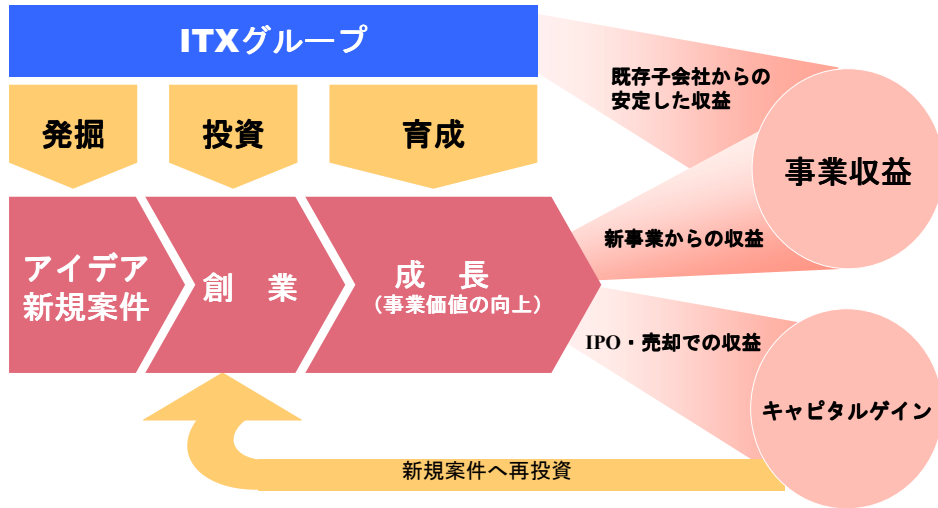 ITXグループ
発掘
投資
育成
既存子会社からの
安定した収益
事業収益
新事業からの収益
アイデア
新規案件
創　業
成　長
（事業価値の向上）
IPO・売却での収益
キャピタルゲイン
新規案件へ再投資